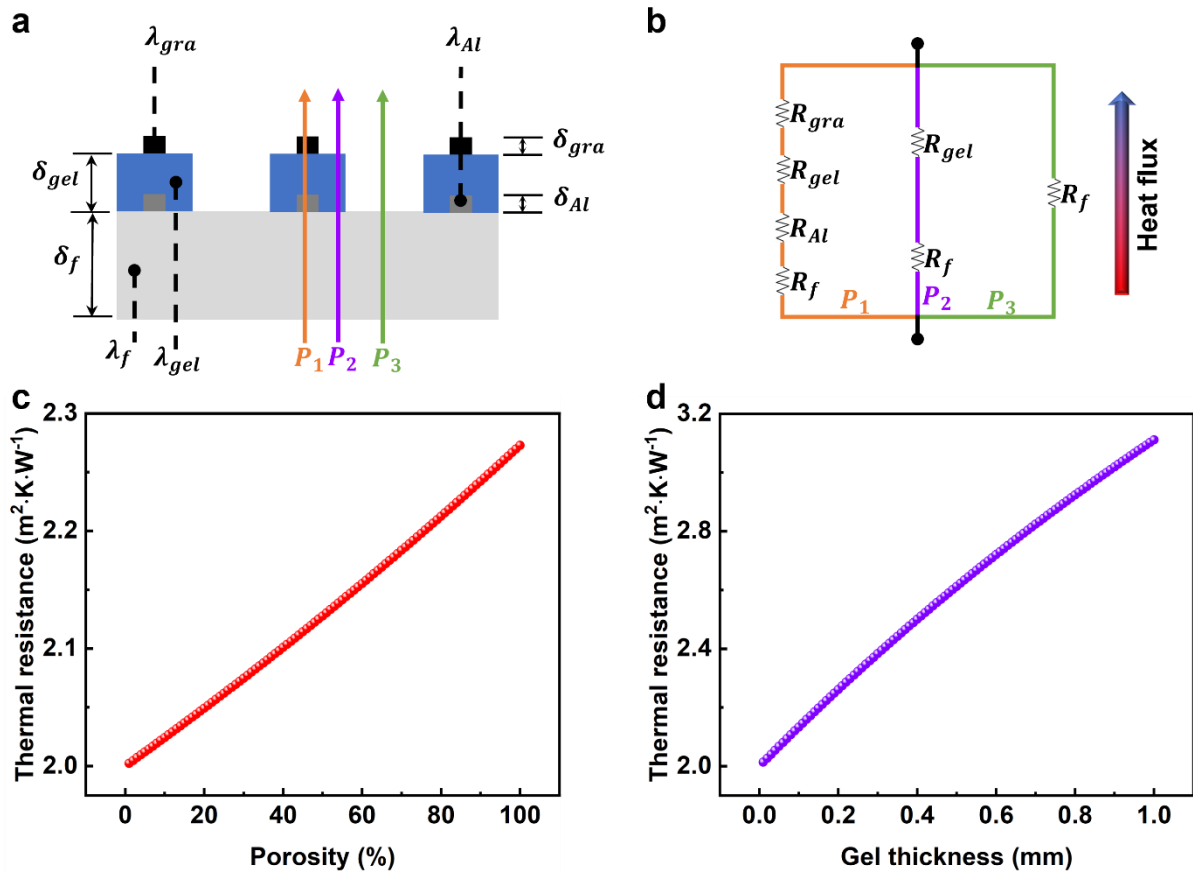 a
λgra
λAl
δgra
δgel
δAl
δf
λf
λgel
P1
P2
P3
b
Rgra
Rgel
Rgel
Rf
RAl
Rf
Rf
P1
P2
P3
Heat flux
c
2.3
2.2
2.1
2.0
0
20
40
60
80
100
Thermal resistance (m²·K·W⁻¹)
Porosity (%)
d
3.2
2.8
2.4
2.0
0.0
0.2
0.4
0.6
0.8
1.0
Thermal resistance (m²·K·W⁻¹)
Gel thickness (mm)